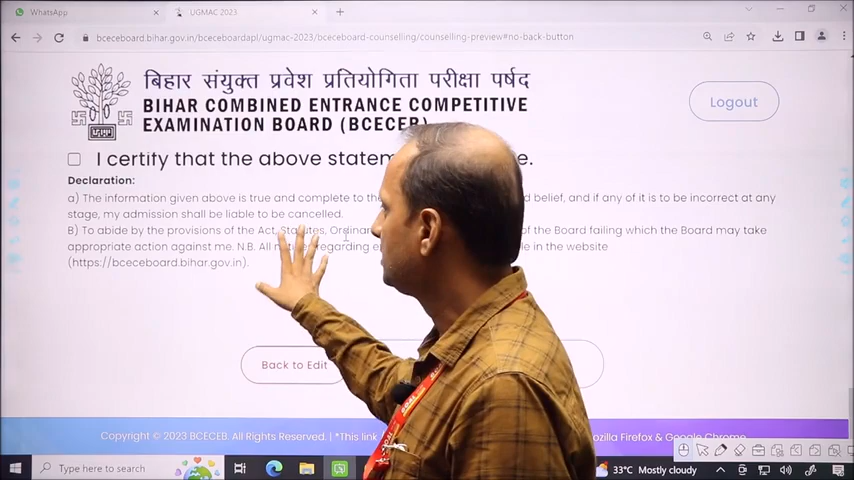 WhatsApp
UGMAC 2023
bceceboard.bihar.gov.in/bceceboardapl/ugmac-2023/bceceboard-counselling/counselling-preview#no-back-button
बिहार संयुक्त प्रवेश प्रतियोगिता परीक्षा पर्षद
BIHAR COMBINED ENTRANCE COMPETITIVE
EXAMINATION BOARD (BCECEB)
Logout
I certify that the above
Declaration:
a) The information given above is true and complete to the belief, and if any of it is to be incorrect at any
stage, my admission shall be liable to be cancelled.
B) To abide by the provisions of the Act, of the Board failing which the Board may take
appropriate action against me. N.B. All regarding in the website
(https://bceceboard.bihar.gov.in).
Back to Edit
Copyright © 2023 BCECEB. All Rights Reserved. | *This link Mozilla Firefox & Google Chrome
Type here to search
33°C Mostly cloudy